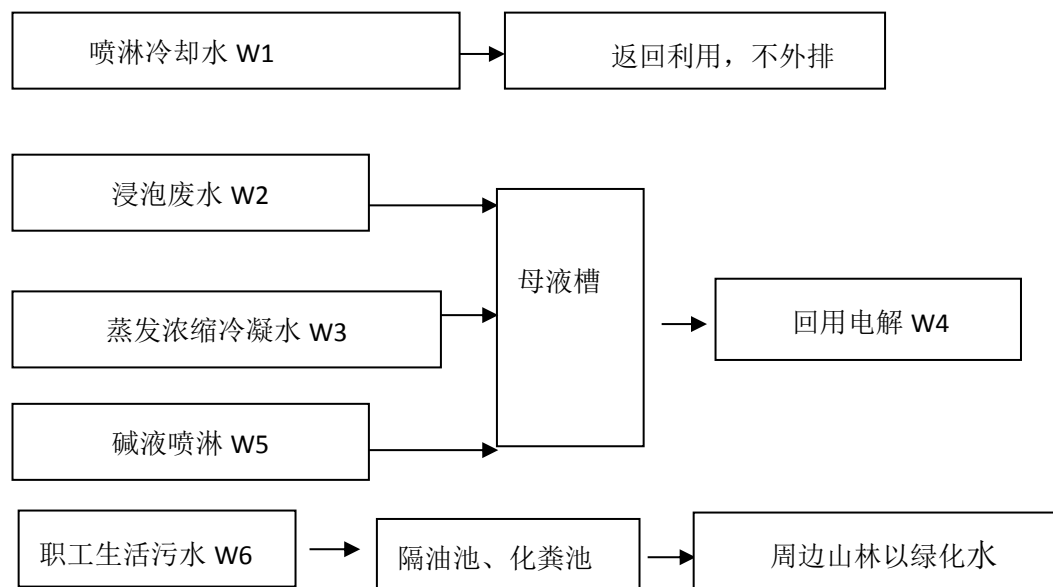 喷淋冷却水 W1
返回利用，不外排
浸泡废水 W2
母液槽
蒸发浓缩冷凝水 W3
回用电解 W4
碱液喷淋 W5
职工生活污水 W6
隔油池、化粪池
周边山林以绿化水